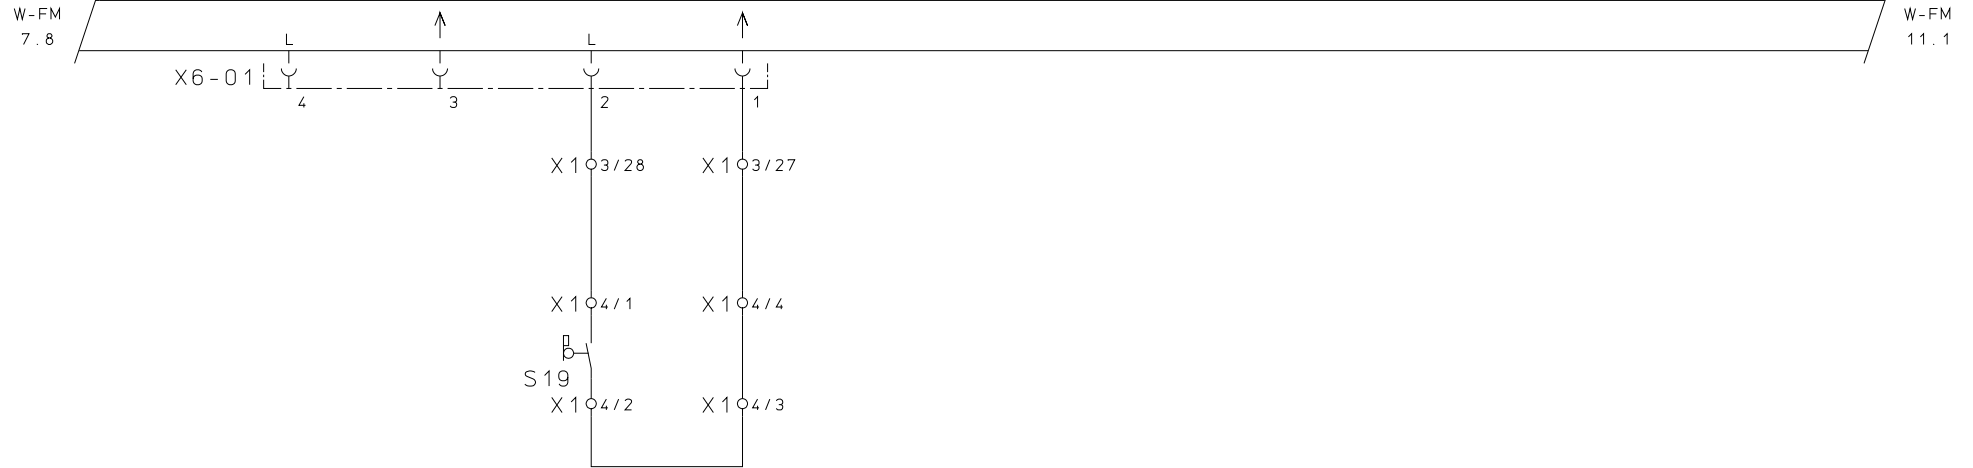 W-FM W-FM
7.8 11.1
L L
X6-01
4 3 2 1
X1 3/28 X1 3/27
X1 4/1 X1 4/4
S19
X1 4/2 X1 4/3